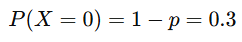 P(X = 0) = 1 − p = 0.3